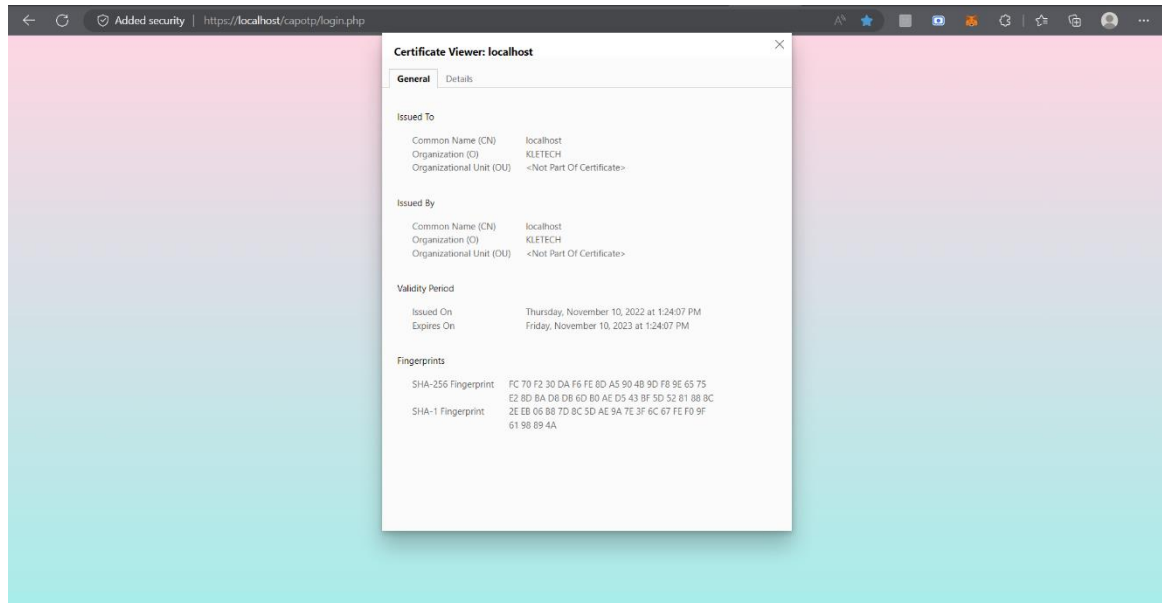 Added security | https://localhost/capotp/login.php
Certificate Viewer: localhost
General Details
Issued To
Common Name (CN) localhost
Organization (O) KLETECH
Organizational Unit (OU) <Not Part Of Certificate>
Issued By
Common Name (CN) localhost
Organization (O) KLETECH
Organizational Unit (OU) <Not Part Of Certificate>
Validity Period
Issued On Thursday, November 10, 2022 at 1:24:07 PM
Expires On Friday, November 10, 2023 at 1:24:07 PM
Fingerprints
SHA-256 Fingerprint FC 70 F2 30 DA F6 FE 8D A5 90 4B 9D F8 9E 65 75
E2 8D BA D8 DB 6D B0 AE D5 43 BF 5D 52 81 88 8C
SHA-1 Fingerprint 2E EB 06 B8 7D 8C 5D AE 9A 7E 3F 6C 67 FE F0 9F
61 98 89 4A